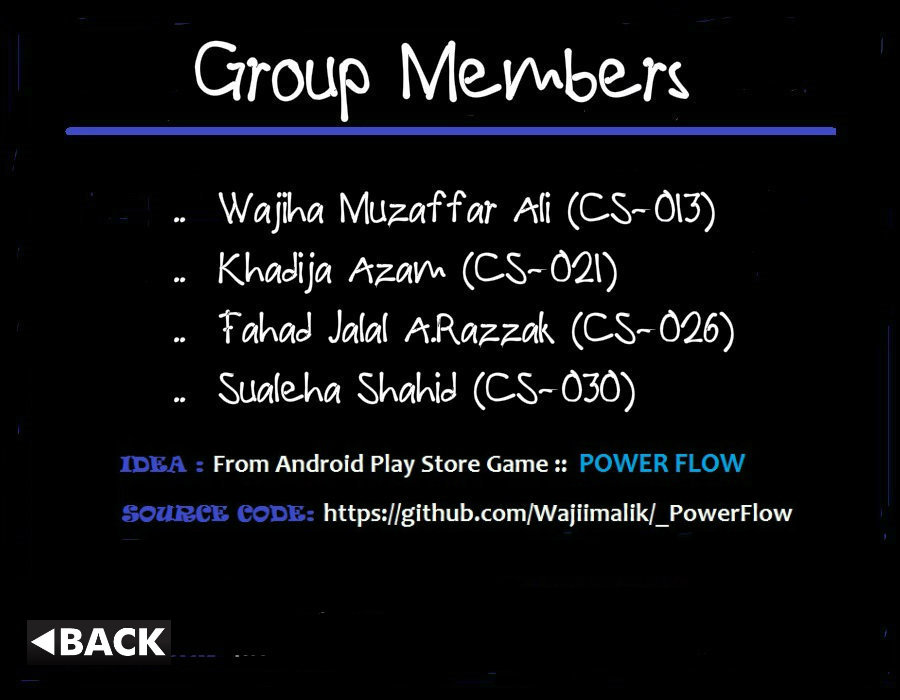 Group Members
.. Wajiha Muzaffar Ali (CS-013)
.. Khadija Azam (CS-021)
.. Fahad Jalal A.Razzak (CS-026)
.. Sualeha Shahid (CS-030)
IDEA : From Android Play Store Game :: POWER FLOW
SOURCE CODE: https://github.com/Wajiimalik/_PowerFlow
BACK